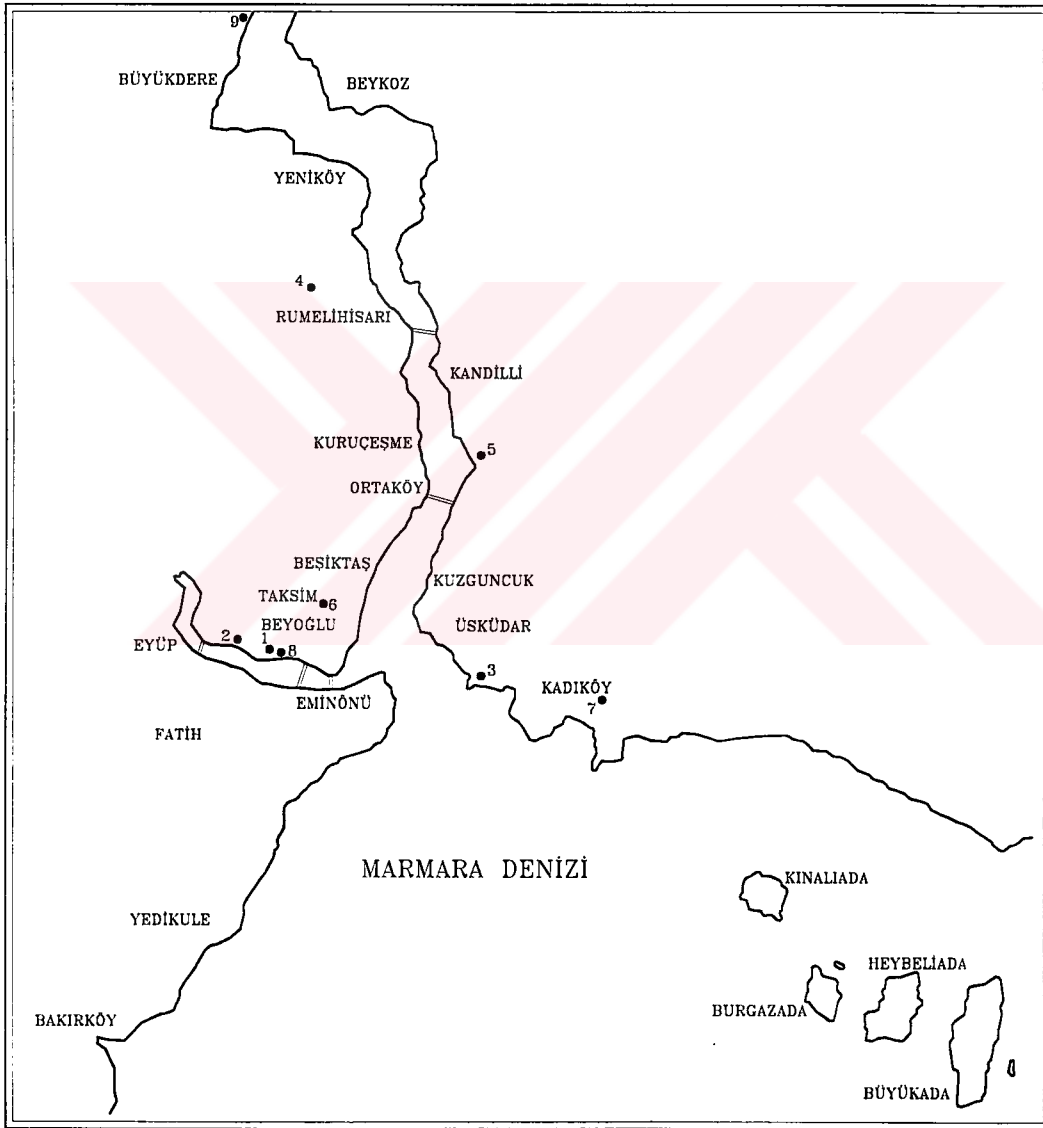 9
BÜYÜKDERE
BEYKOZ
YENİKÖY
4
RUMELİHİSARI
KANDİLLİ
KURUÇEŞME
5
ORTAKÖY
BEŞİKTAŞ
KUZGUNCUK
TAKSİM
6
BEYOĞLU
ÜSKÜDAR
EYÜP
2
1
8
3
KADIKÖY
7
EMİNÖNÜ
FATİH
MARMARA DENİZİ
KINALIADA
YEDİKULE
HEYBELİADA
BURGAZADA
BAKIRKÖY
BÜYÜKADA